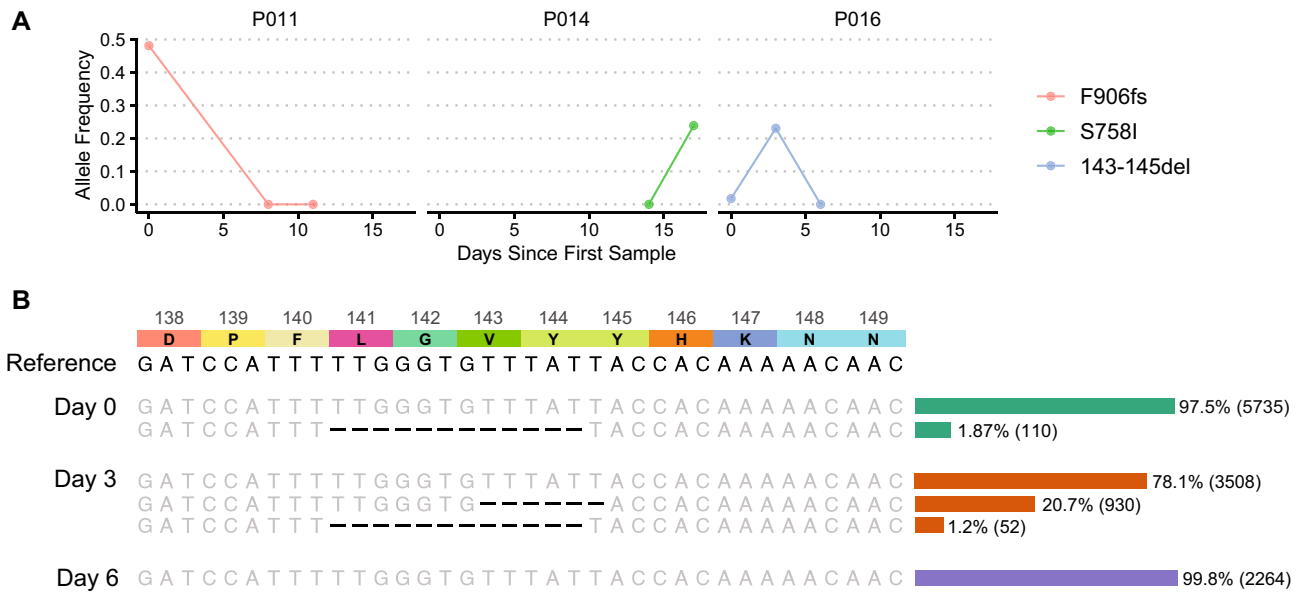 A
P011 P014 P016
Allele Frequency
0.5
0.4
0.3
0.2
0.1
0.0
0 5 10 15 0 5 10 15 0 5 10 15
Days Since First Sample
F906fs
S758I
143-145del
B
138 139 140 141 142 143 144 145 146 147 148 149
D P F L G V Y Y H K N N
Reference G A T C C A T T T T T G G G T G T T T A T T A C C A C A A A A A C A A C
Day 0 G A T C C A T T T T T G G G T G T T T A T T A C C A C A A A A A C A A C 97.5% (5735)
G A T C C A T T T - - - - - - - - - - - - T A C C A C A A A A A C A A C 1.87% (110)
Day 3 G A T C C A T T T T T G G G T G T T T A T T A C C A C A A A A A C A A C 78.1% (3508)
G A T C C A T T T T T G G G T G - - - - - - A C C A C A A A A A C A A C 20.7% (930)
G A T C C A T T T - - - - - - - - - - - - T A C C A C A A A A A C A A C 1.2% (52)
Day 6 G A T C C A T T T T T G G G T G T T T A T T A C C A C A A A A A C A A C 99.8% (2264)